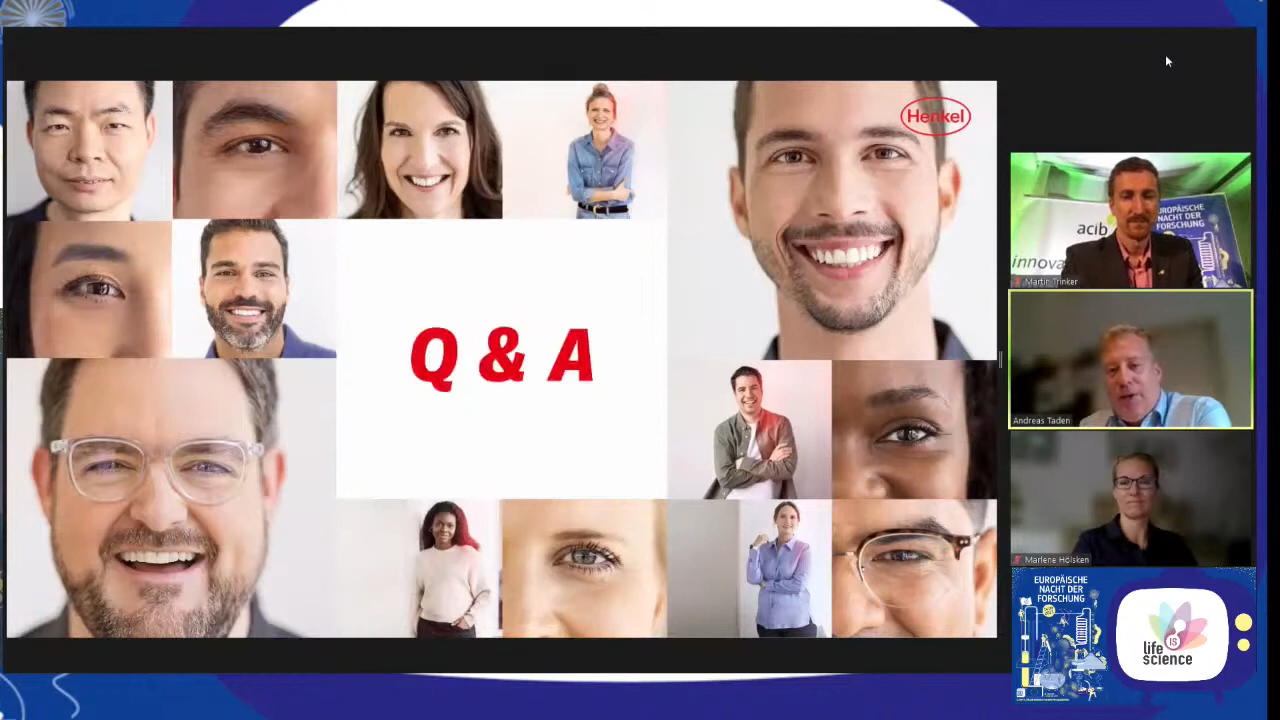 Henkel
Q & A
acib
innova
EUROPÄISCHE
NACHT DER
FORSCHUNG
Martin Trinker
Andreas Taden
Marlene Hölsken
EUROPÄISCHE
NACHT DER
FORSCHUNG
life
IS
science